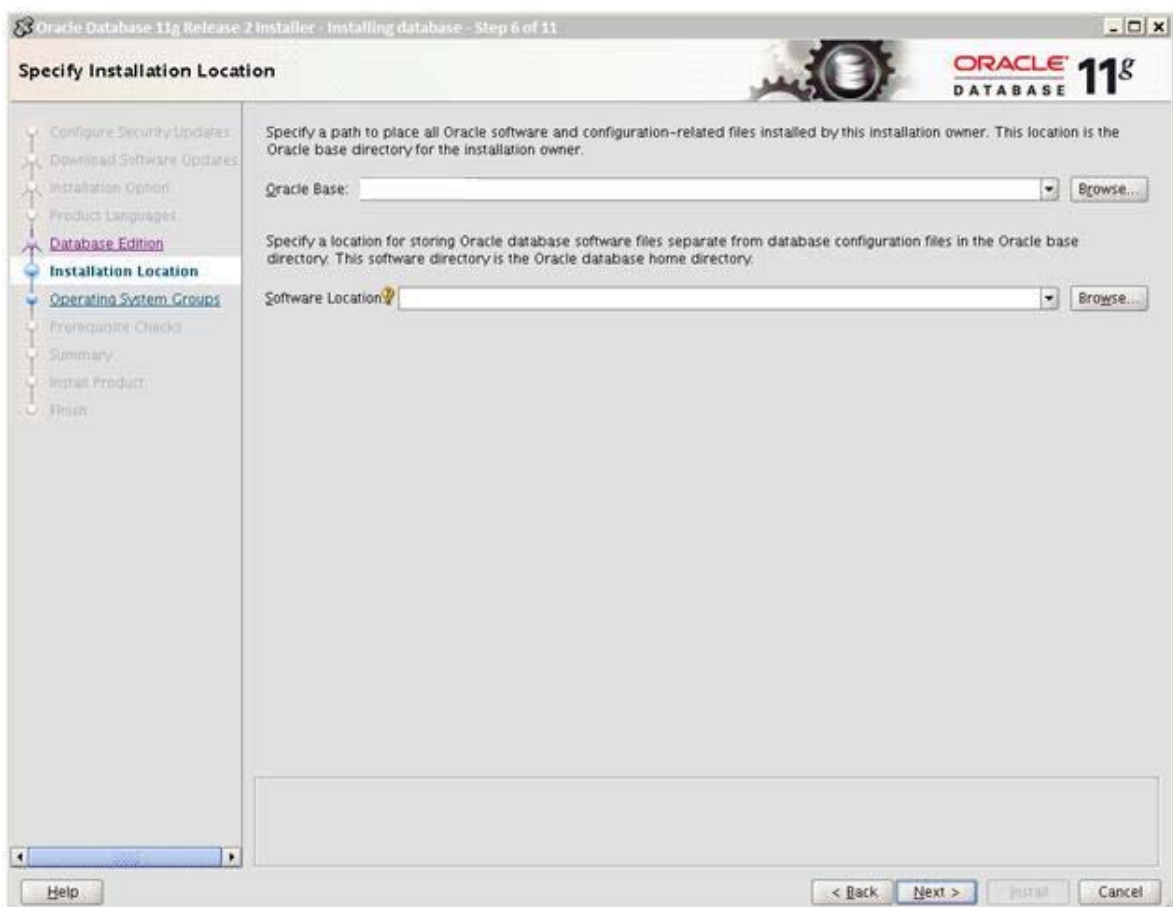 Oracle Database 11g Release 2 Installer - Installing database - Step 6 of 11
Specify Installation Location
ORACLE
DATABASE
11g
Configure Security Updates
Download Software Updates
Installation Option
Product Languages
Database Edition
Installation Location
Operating System Groups
Prerequisite Checks
Summary
Install Product
Finish
Specify a path to place all Oracle software and configuration-related files installed by this installation owner. This location is the
Oracle base directory for the installation owner.
Oracle Base:
Browse...
Specify a location for storing Oracle database software files separate from database configuration files in the Oracle base
directory. This software directory is the Oracle database home directory.
Software Location:
Browse...
Help
< Back
Next >
Install
Cancel